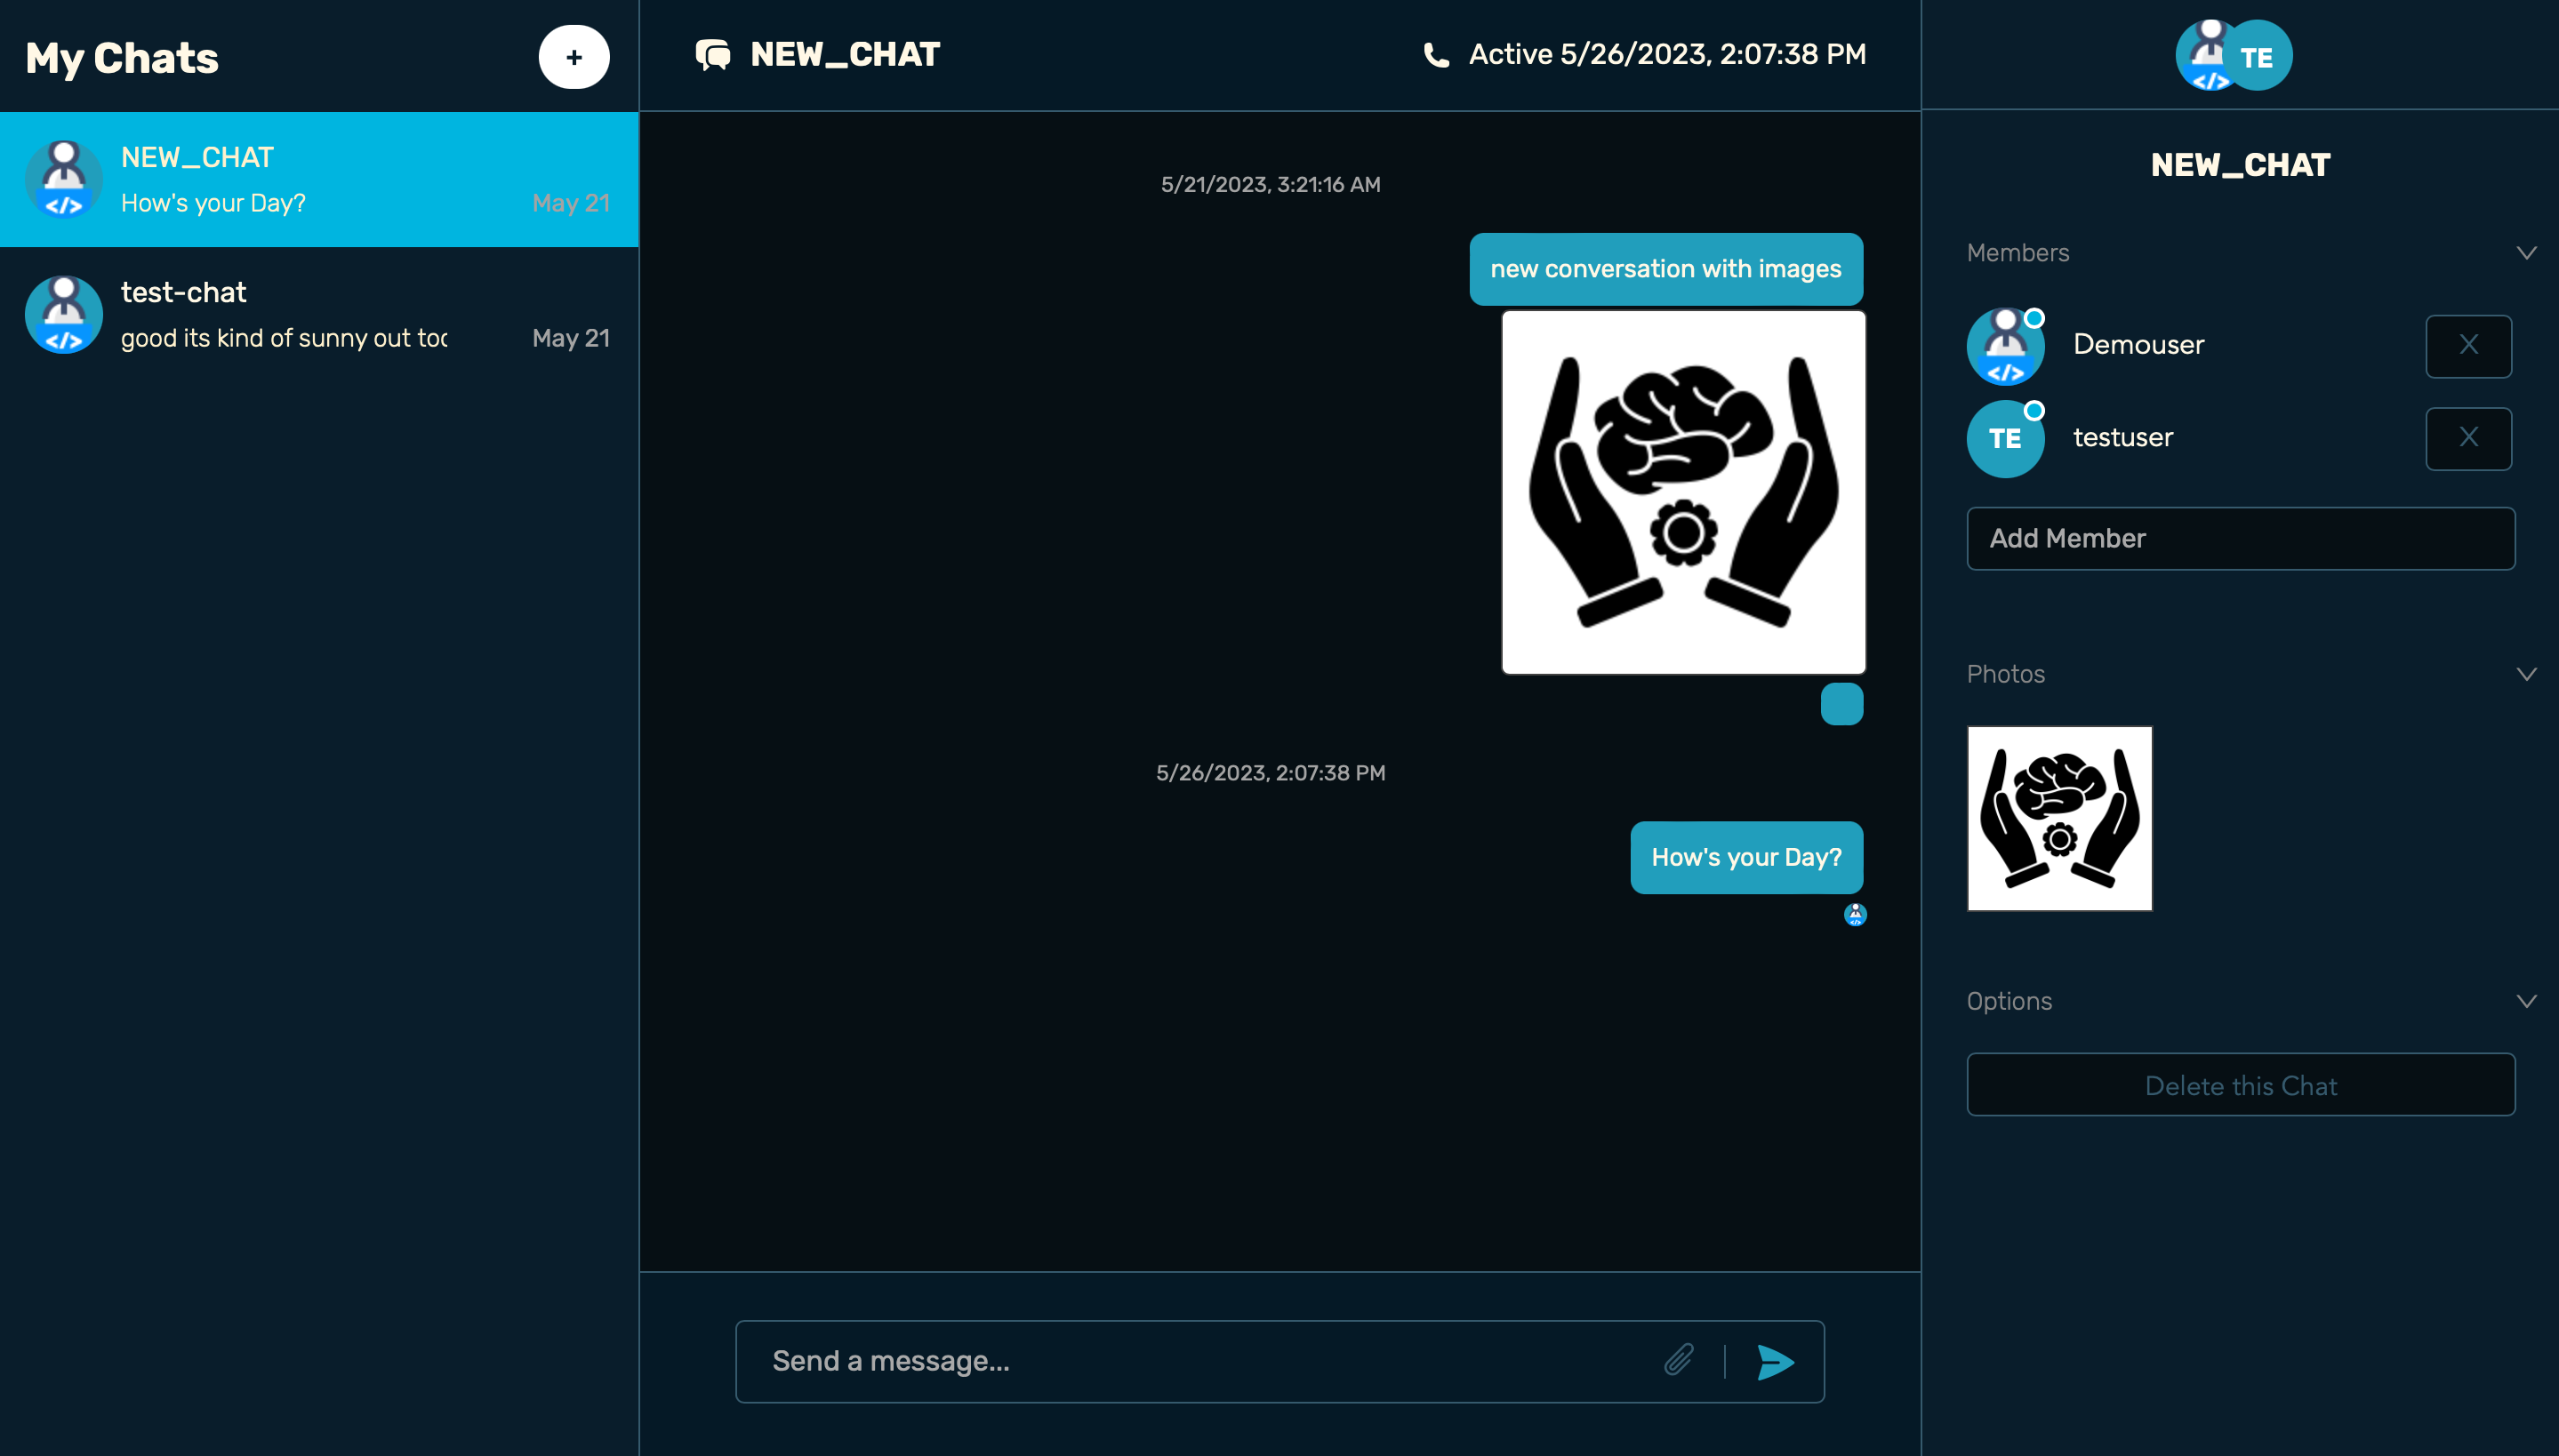 My Chats
+
NEW_CHAT
How's your Day?
May 21
test-chat
good its kind of sunny out
May 21
NEW_CHAT
Active 5/26/2023, 2:07:38 PM
5/21/2023, 3:21:16 AM
new conversation with images
5/26/2023, 2:07:38 PM
How's your Day?
Send a message...
TE
NEW_CHAT
Members
</>
Demouser
X
TE
testuser
X
Add Member
Photos
Options
Delete this Chat